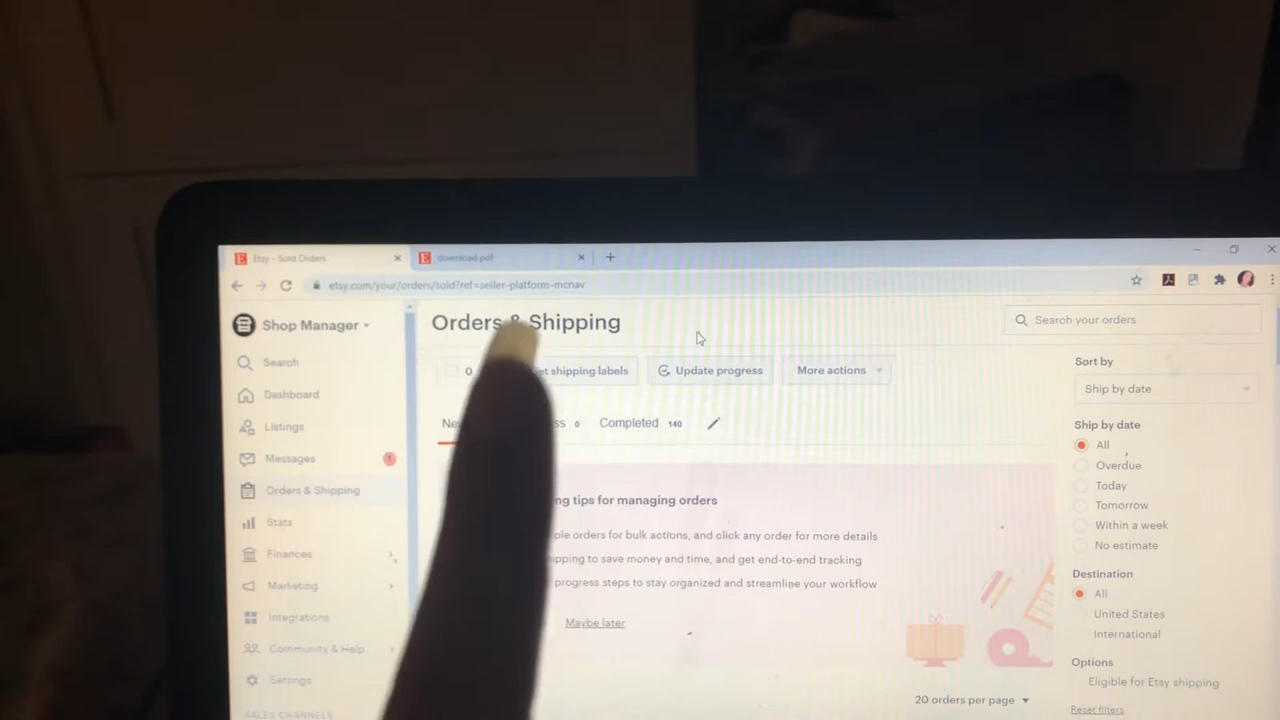 Etsy - Sold Orders
download.pdf
etsy.com/your/orders/sold?ref=seller-platform-mcnav
Shop Manager
Orders & Shipping
Search your orders
Search
0
shipping labels
Update progress
More actions
Sort by
Ship by date
Dashboard
Listings
Completed 140
0
Ship by date
All
Messages
1
Overdue
Today
Orders & Shipping
tips for managing orders
Tomorrow
Stats
Within a week
orders for bulk actions, and click any order for more details
No estimate
Finances
to save money and time, and get end-to-end tracking
Destination
Marketing
progress steps to stay organized and streamline your workflow
All
Integrations
Maybe later
United States
International
Community & Help
Options
Settings
Eligible for Etsy shipping
20 orders per page
Reset filters
SALES CHANNELS